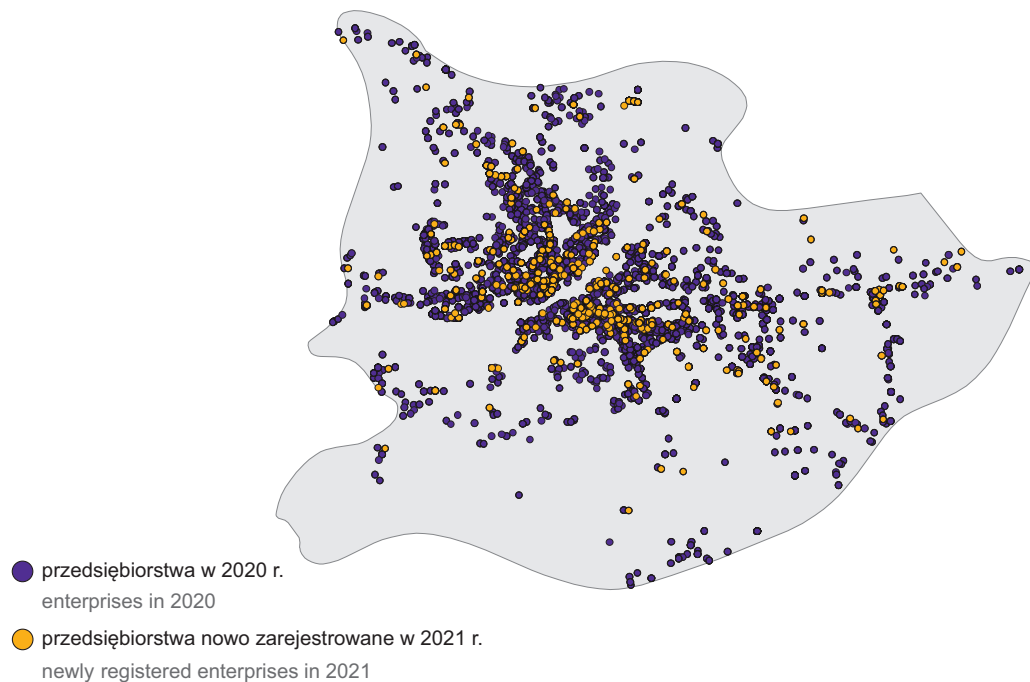 przedsiębiorstwa w 2020 r.
enterprises in 2020
przedsiębiorstwa nowo zarejestrowane w 2021 r.
newly registered enterprises in 2021